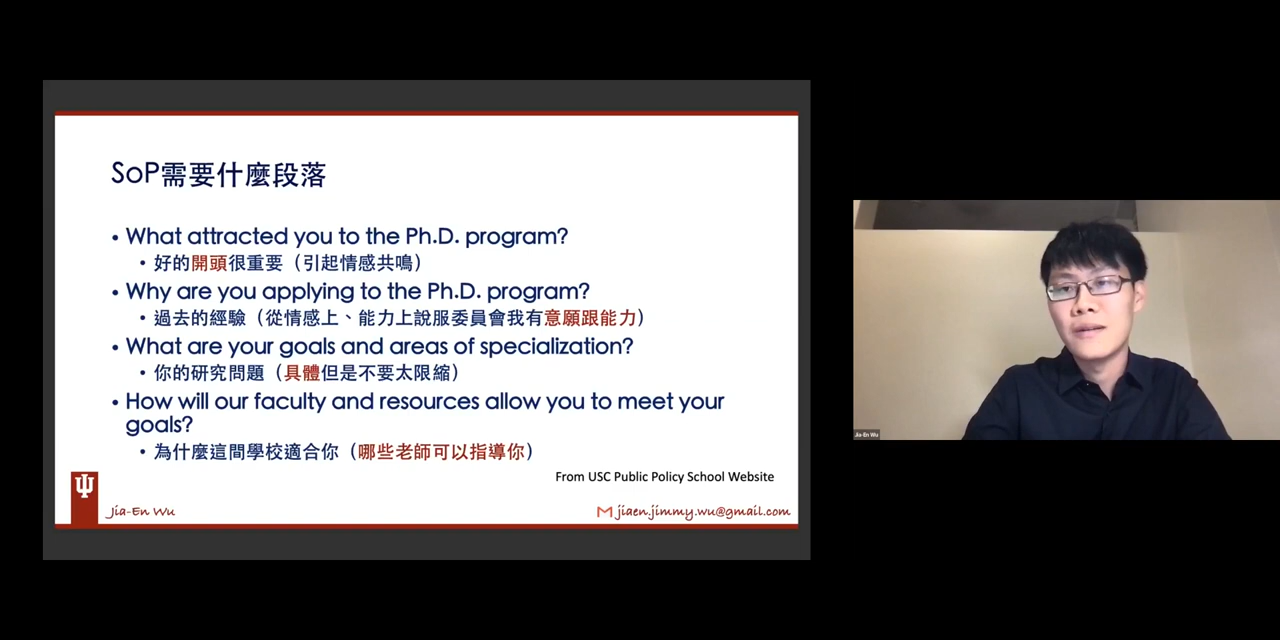 SoP需要什麼段落
• What attracted you to the Ph.D. program?
• 好的開頭很重要（引起情感共鳴）
• Why are you applying to the Ph.D. program?
• 過去的經驗（從情感上、能力上說服委員會我有意願跟能力）
• What are your goals and areas of specialization?
• 你的研究問題（具體但是不要太限縮）
• How will our faculty and resources allow you to meet your
goals?
• 為什麼這間學校適合你（哪些老師可以指導你）
From USC Public Policy School Website
Jia-En Wu
jiaen.jimmy.wu@gmail.com
Jia-En Wu